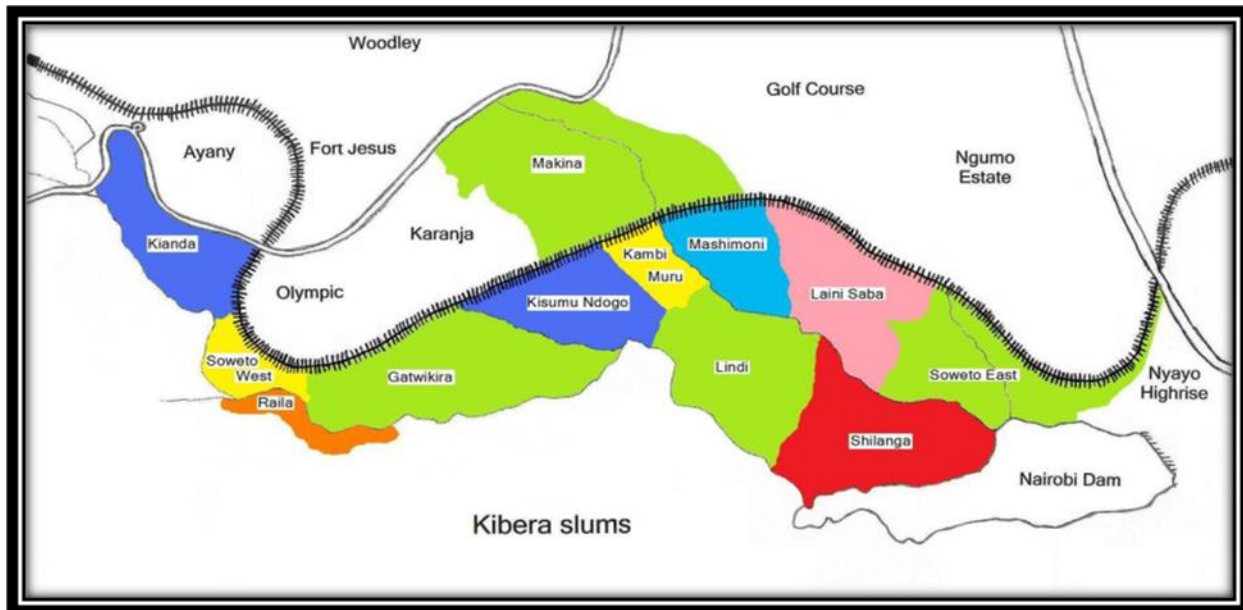 Woodley
Golf Course
Ayany
Fort Jesus
Makina
Ngumo
Estate
Karanja
Kianda
Kambi
Muru
Mashimoni
Olympic
Kisumu Ndogo
Laini Saba
Soweto
West
Gatwikira
Lindi
Soweto East
Nyayo
Highrise
Raila
Shilanga
Nairobi Dam
Kibera slums